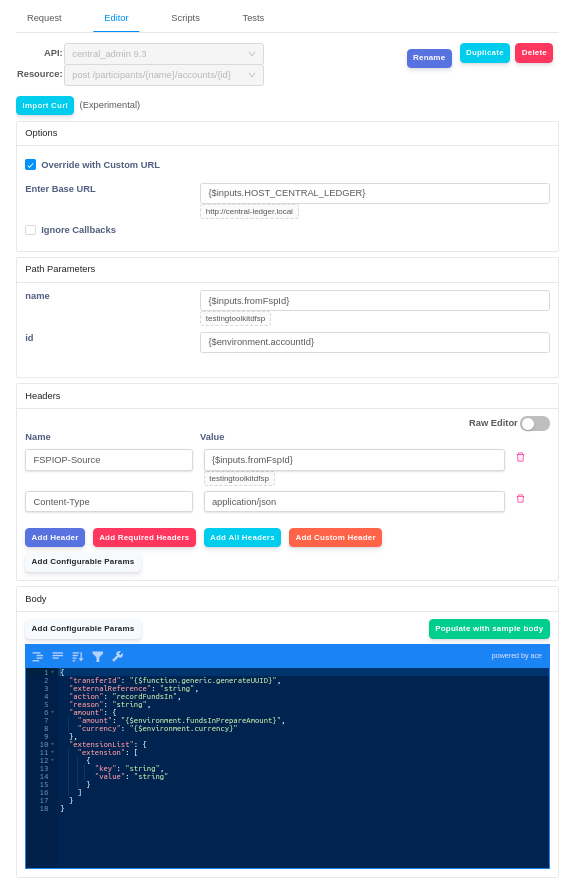 Request Editor Scripts Tests
API: central_admin 9.3
Rename Duplicate Delete
Resource: post /participants/{name}/accounts/{id}
Import Curl (Experimental)
Options
Override with Custom URL
Enter Base URL {$inputs.HOST_CENTRAL_LEDGER}
http://central-ledger.local
Ignore Callbacks
Path Parameters
name {$inputs.fromFspId}
testingtoolkitdfsp
id {$environment.accountId}
Headers
Raw Editor
Name Value
FSPIOP-Source {$inputs.fromFspId}
testingtoolkitdfsp
Content-Type application/json
Add Header Add Required Headers Add All Headers Add Custom Header
Add Configurable Params
Body
Add Configurable Params Populate with sample body
powered by ace
1 {
2 "transferId": "{$function.generic.generateUUID}",
3 "externalReference": "string",
4 "action": "recordFundsIn",
5 "reason": "string",
6 "amount": {
7 "amount": "{$environment.fundsInPrepareAmount}",
8 "currency": "{$environment.currency}"
9 },
10 "extensionList": {
11 "extension": [
12 {
13 "key": "string",
14 "value": "string"
15 }
16 ]
17 }
18 }